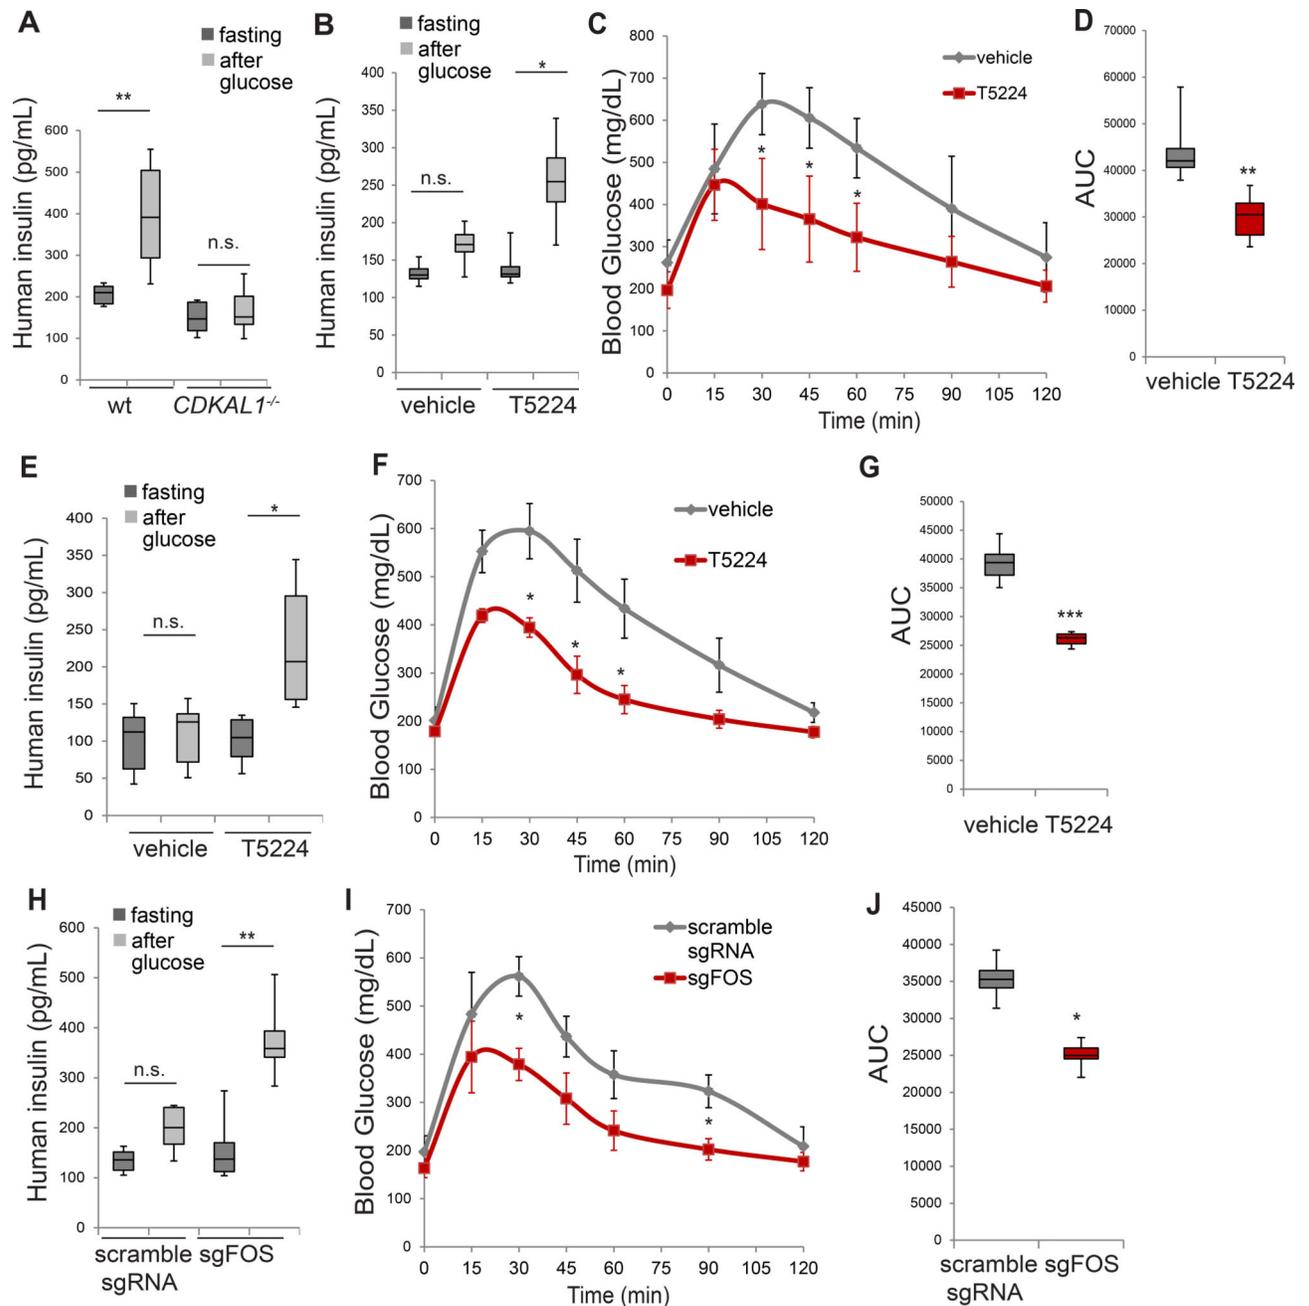 A
fasting
after
glucose
Human insulin (pg/mL)
600
500
400
300
200
100
0
**
n.s.
wt
CDKAL1-/-
B
fasting
after
glucose
Human insulin (pg/mL)
400
350
300
250
200
150
100
50
0
n.s.
*
vehicle
T5224
C
Blood Glucose (mg/dL)
800
700
600
500
400
300
200
100
0
vehicle
T5224
*
*
*
0 15 30 45 60 75 90 105 120
Time (min)
D
AUC
70000
60000
50000
40000
30000
20000
10000
0
**
vehicle T5224
E
fasting
after
glucose
Human insulin (pg/mL)
400
350
300
250
200
150
100
50
0
n.s.
*
vehicle
T5224
F
Blood Glucose (mg/dL)
700
600
500
400
300
200
100
0
vehicle
T5224
*
*
*
0 15 30 45 60 75 90 105 120
Time (min)
G
AUC
50000
45000
40000
35000
30000
25000
20000
15000
10000
5000
0
***
vehicle T5224
H
fasting
after
glucose
Human insulin (pg/mL)
600
500
400
300
200
100
0
n.s.
**
scramble sgFOS
sgRNA
I
Blood Glucose (mg/dL)
700
600
500
400
300
200
100
0
scramble
sgRNA
sgFOS
*
*
0 15 30 45 60 75 90 105 120
Time (min)
J
AUC
45000
40000
35000
30000
25000
20000
15000
10000
5000
0
*
scramble sgFOS
sgRNA